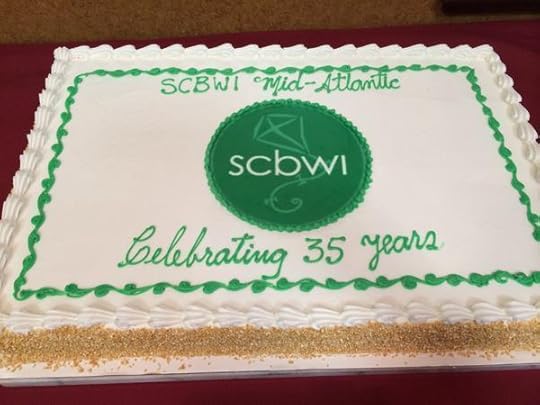 SCBWI Mid-Atlantic
scbwi
Celebrating 35 years